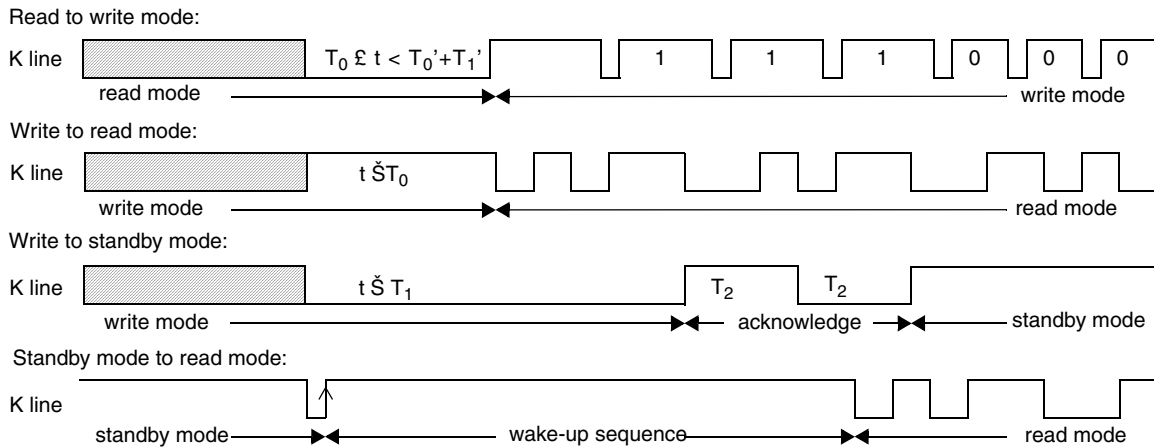 Read to write mode:
K line T₀ £ t < T₀'+T₁' 1 1 1 0 0 0
read mode write mode
Write to read mode:
K line t ŠT₀
write mode read mode
Write to standby mode:
K line t Š T₁ T₂ T₂
write mode acknowledge standby mode
Standby mode to read mode:
K line
standby mode wake-up sequence read mode